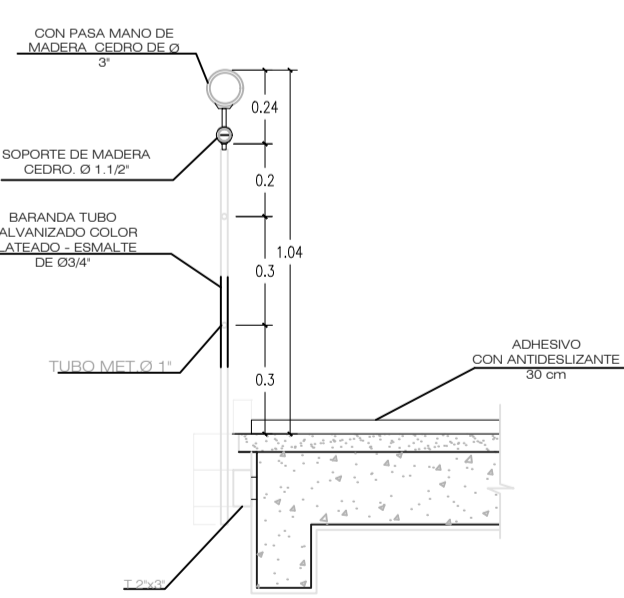 CON PASA MANO DE
MADERA CEDRO DE Ø
3"
0.24
SOPORTE DE MADERA
CEDRO. Ø 1.1/2"
0.2
BARANDA TUBO
ALVANIZADO COLOR
LATEADO - ESMALTE
DE Ø3/4"
1.04
0.3
TUBO MET.Ø 1"
0.3
ADHESIVO
CON ANTIDESLIZANTE
30 cm
T 2"x3"